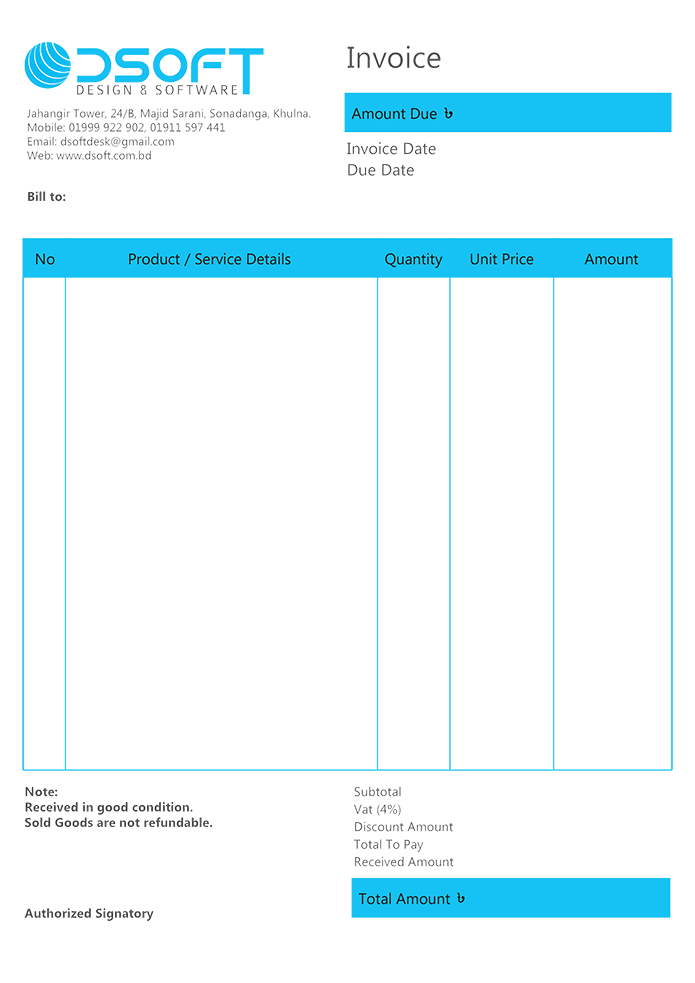 DSOFT
DESIGN & SOFTWARE
Jahangir Tower, 24/B, Majid Sarani, Sonadanga, Khulna.
Mobile: 01999 922 902, 01911 597 441
Email: dsoftdesk@gmail.com
Web: www.dsoft.com.bd
Bill to:
Invoice
Amount Due ৳
Invoice Date
Due Date
No Product / Service Details Quantity Unit Price Amount
Note:
Received in good condition.
Sold Goods are not refundable.
Authorized Signatory
Subtotal
Vat (4%)
Discount Amount
Total To Pay
Received Amount
Total Amount ৳